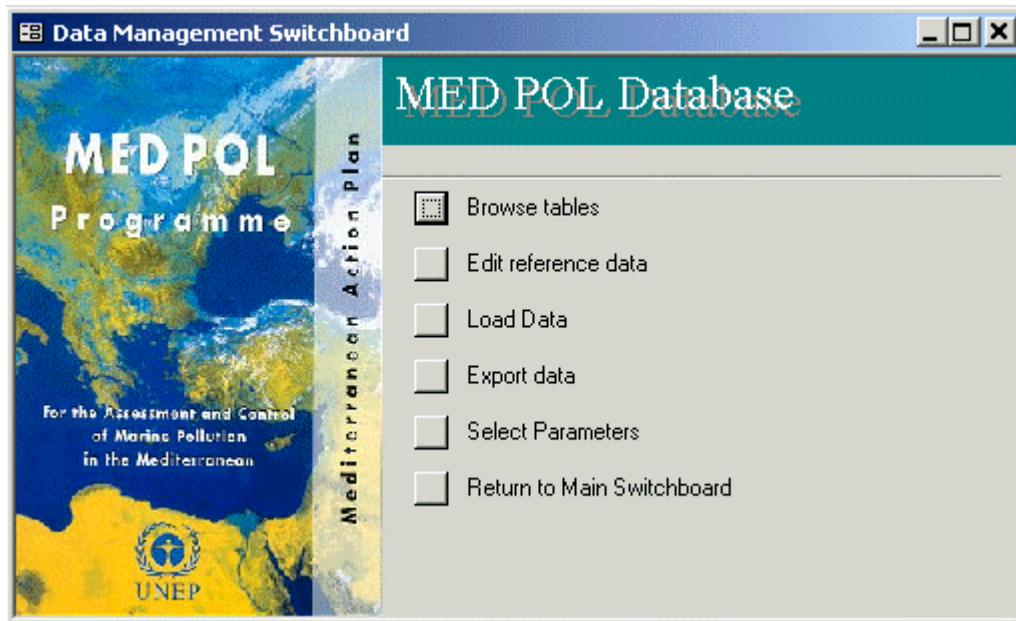 Data Management Switchboard
MED POL
Programme
Mediterranean Action Plan
For the Assessment and Control
of Marine Pollution
in the Mediterranean
UNEP
MED POL Database
Browse tables
Edit reference data
Load Data
Export data
Select Parameters
Return to Main Switchboard